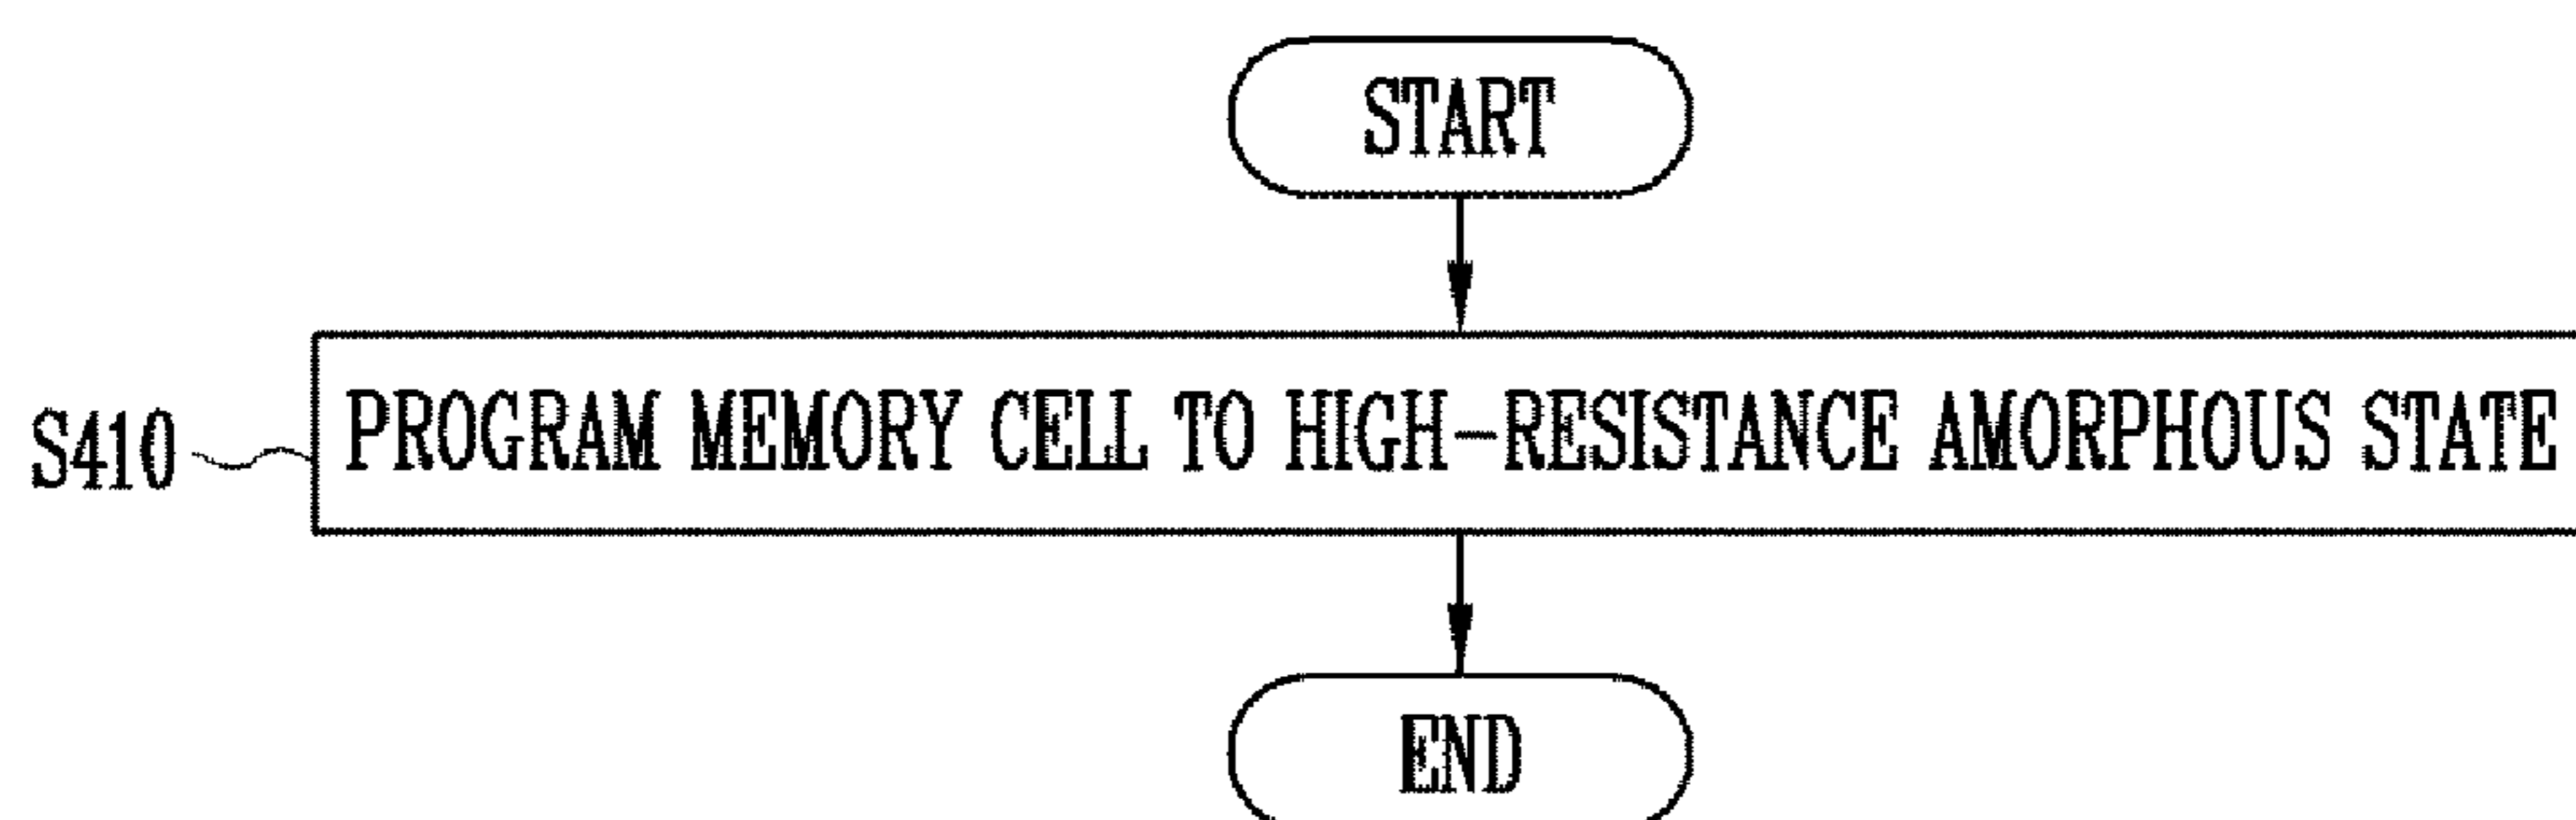 START
S410 PROGRAM MEMORY CELL TO HIGH-RESISTANCE AMORPHOUS STATE
END